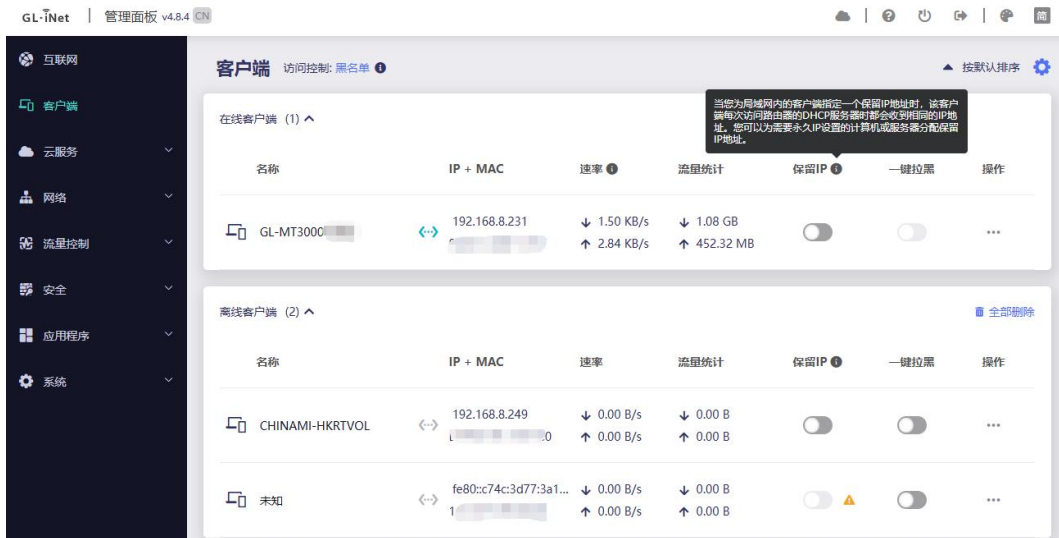 GL·iNet | 管理面板 v4.8.4 CN
简
互联网
客户端
云服务
网络
流量控制
安全
应用程序
系统
客户端 访问控制: 黑名单
按默认排序
当您为局域网内的客户端指定一个保留IP地址时，该客户
端每次访问路由器的DHCP服务器时都会收到相同的IP地
址。您可以为需要永久IP设置的计算机或服务器分配保留
IP地址。
在线客户端 (1)
名称 IP + MAC 速率 流量统计 保留IP 一键拉黑 操作
GL-MT3000 192.168.8.231 ↓ 1.50 KB/s ↓ 1.08 GB
↑ 2.84 KB/s ↑ 452.32 MB
离线客户端 (2) 全部删除
名称 IP + MAC 速率 流量统计 保留IP 一键拉黑 操作
CHINAMI-HKRTVOL 192.168.8.249 ↓ 0.00 B/s ↓ 0.00 B
↑ 0.00 B/s ↑ 0.00 B
未知 fe80::c74c:3d77:3a1... ↓ 0.00 B/s ↓ 0.00 B
↑ 0.00 B/s ↑ 0.00 B